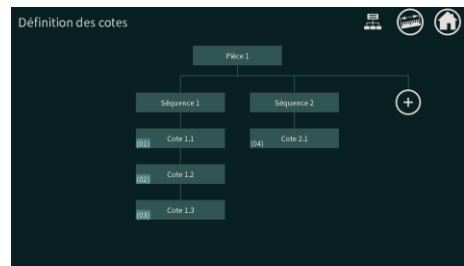 Définition des cotes
Pièce 1
Séquence 1
Séquence 2
+
(01) Cote 1.1
(04) Cote 2.1
(02) Cote 1.2
(03) Cote 1.3